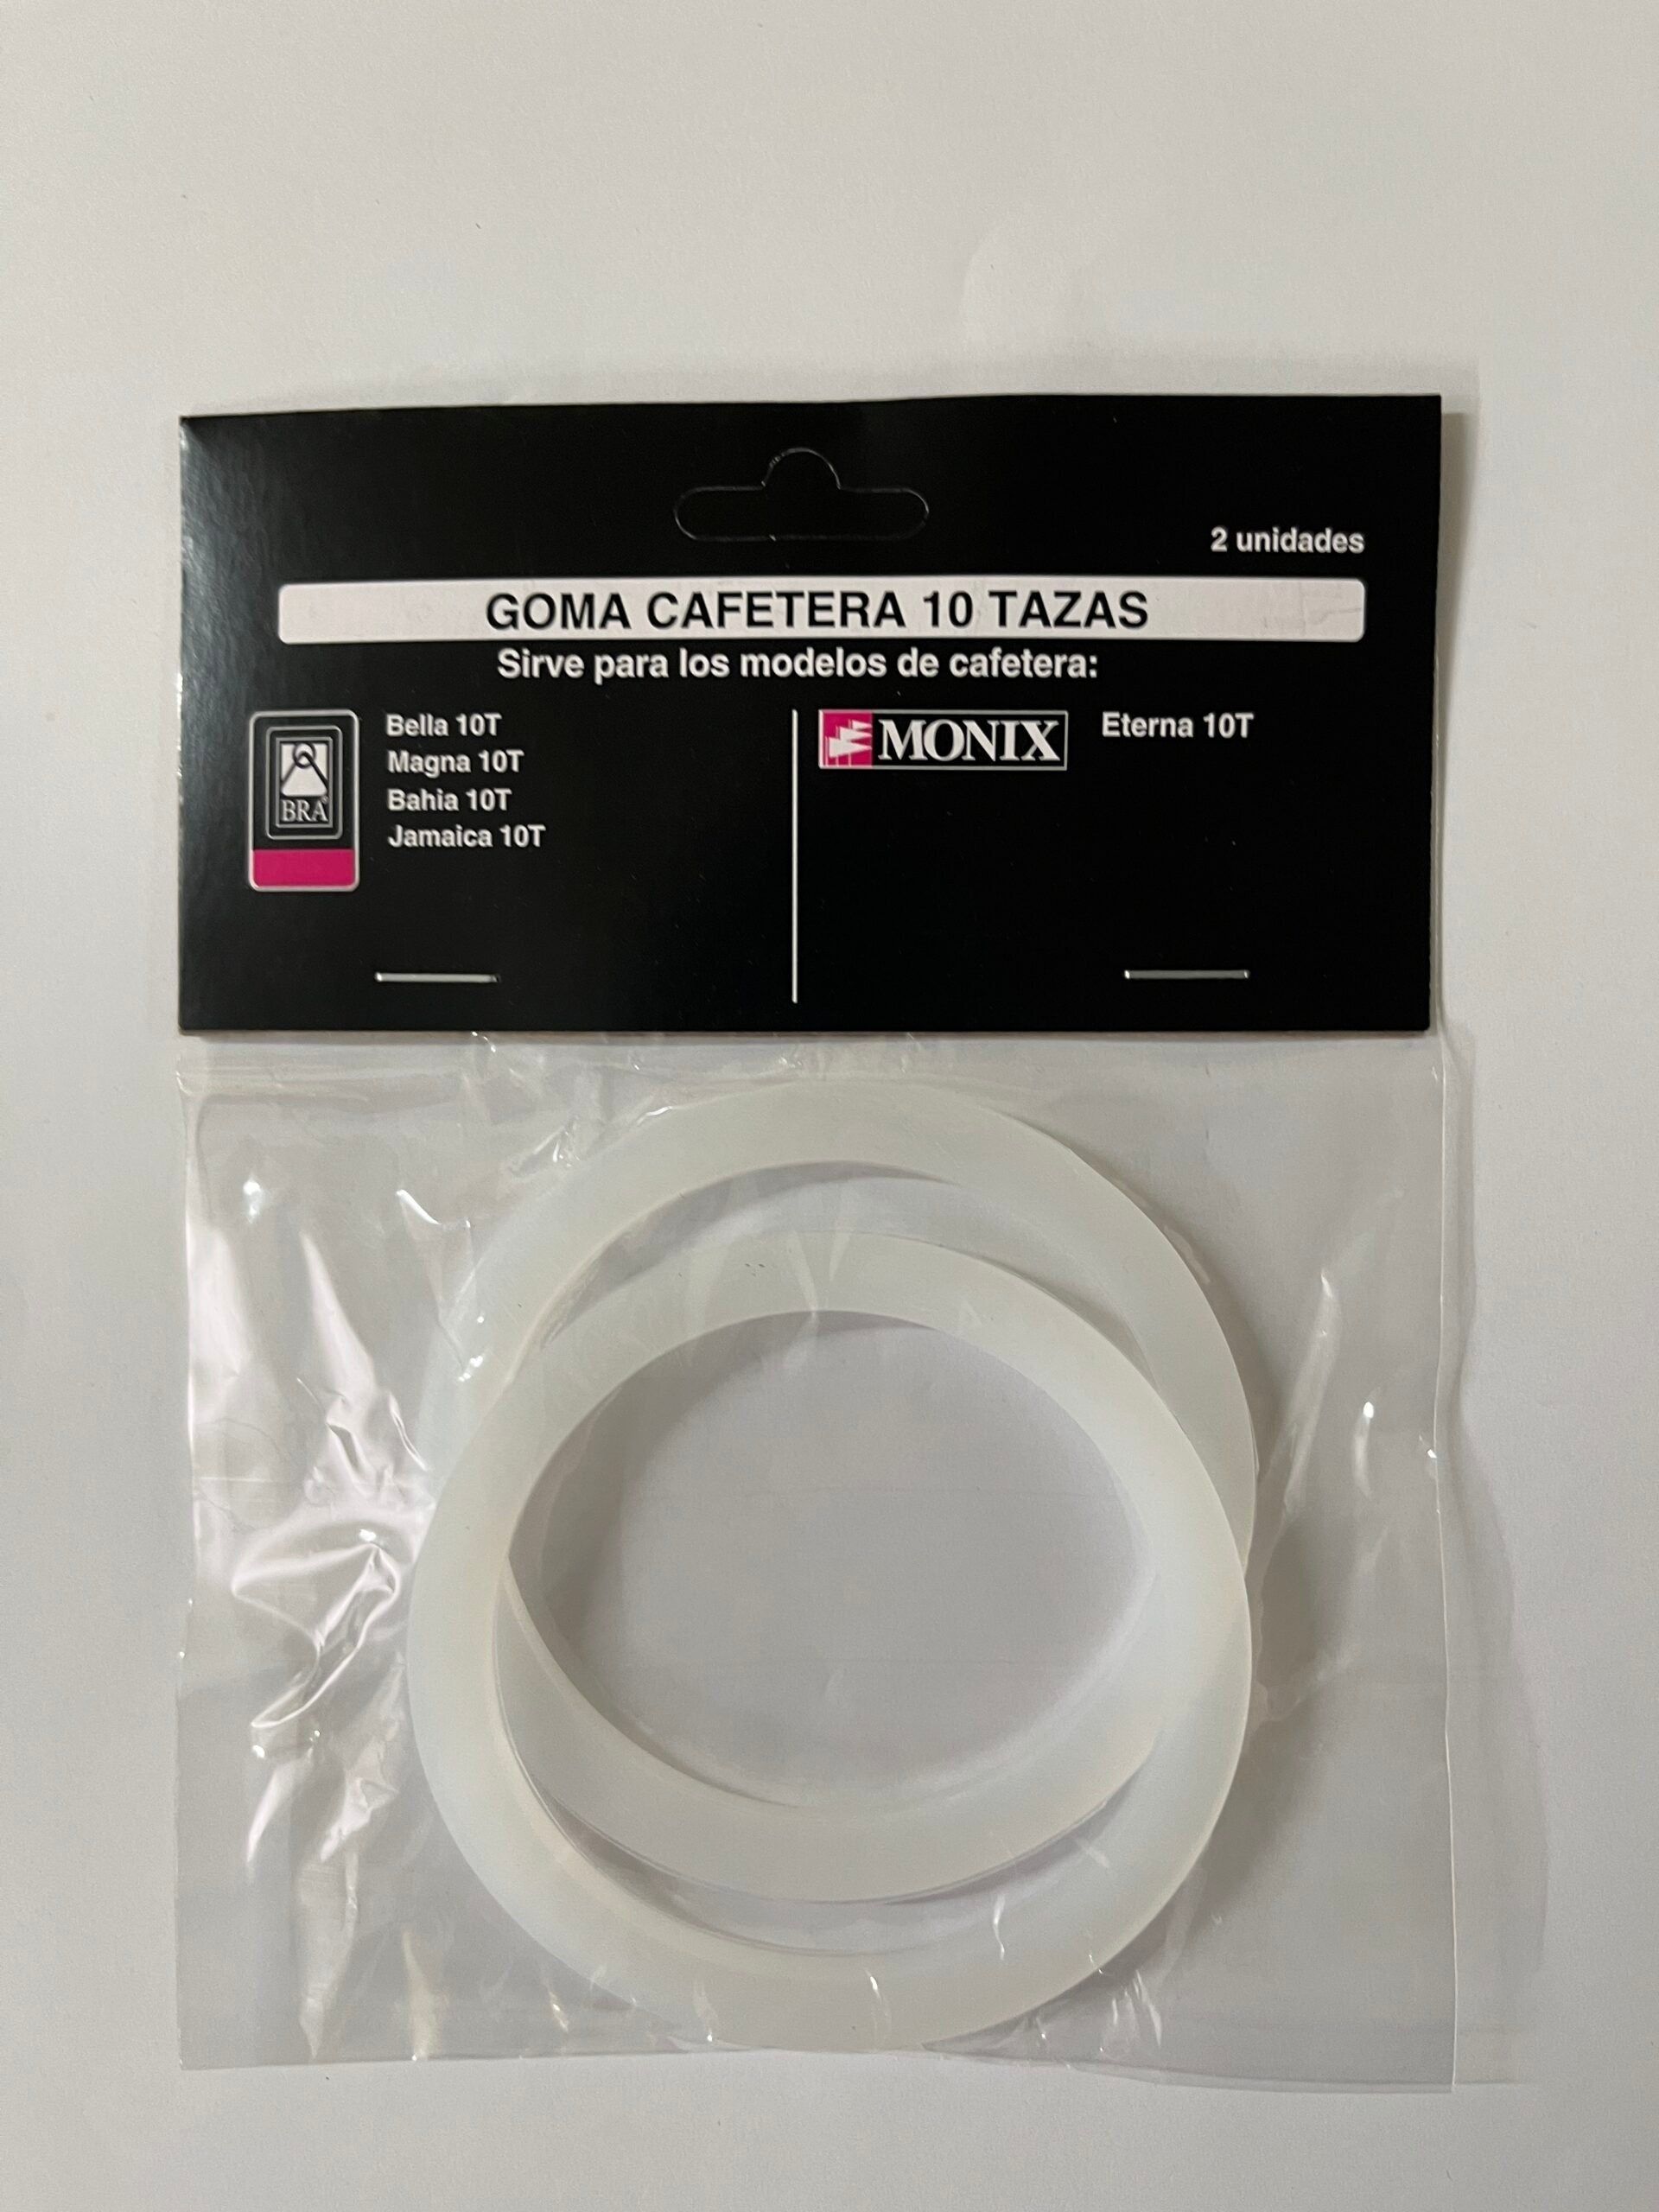 2 unidades
GOMA CAFETERA 10 TAZAS
Sirve para los modelos de cafetera:
BRA®
Bella 10T
Magna 10T
Bahia 10T
Jamaica 10T
MONIX
Eterna 10T